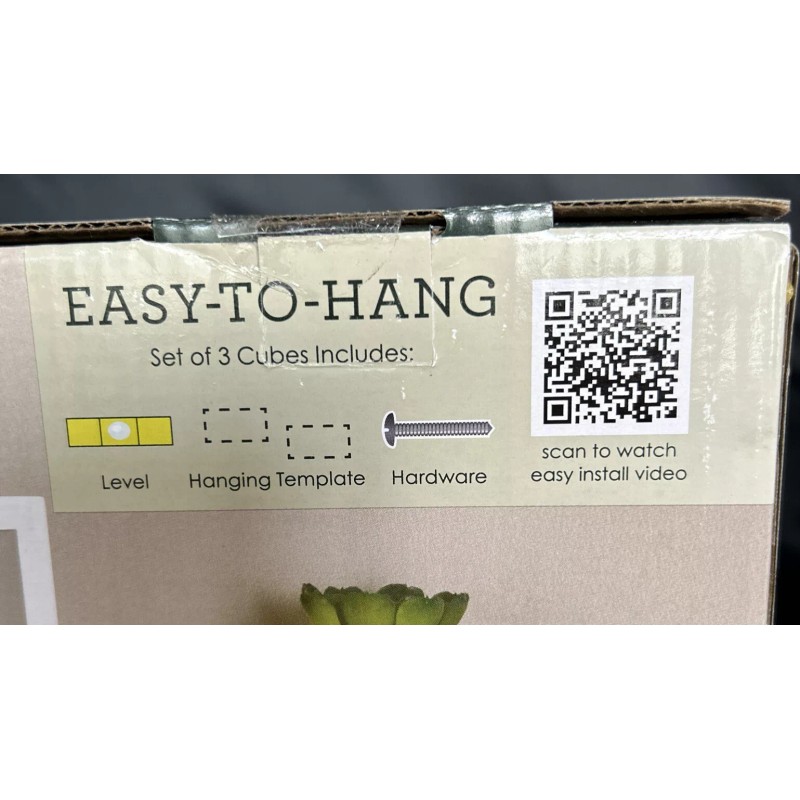 EASY-TO-HANG
Set of 3 Cubes Includes:
Level
Hanging Template
Hardware
scan to watch
easy install video